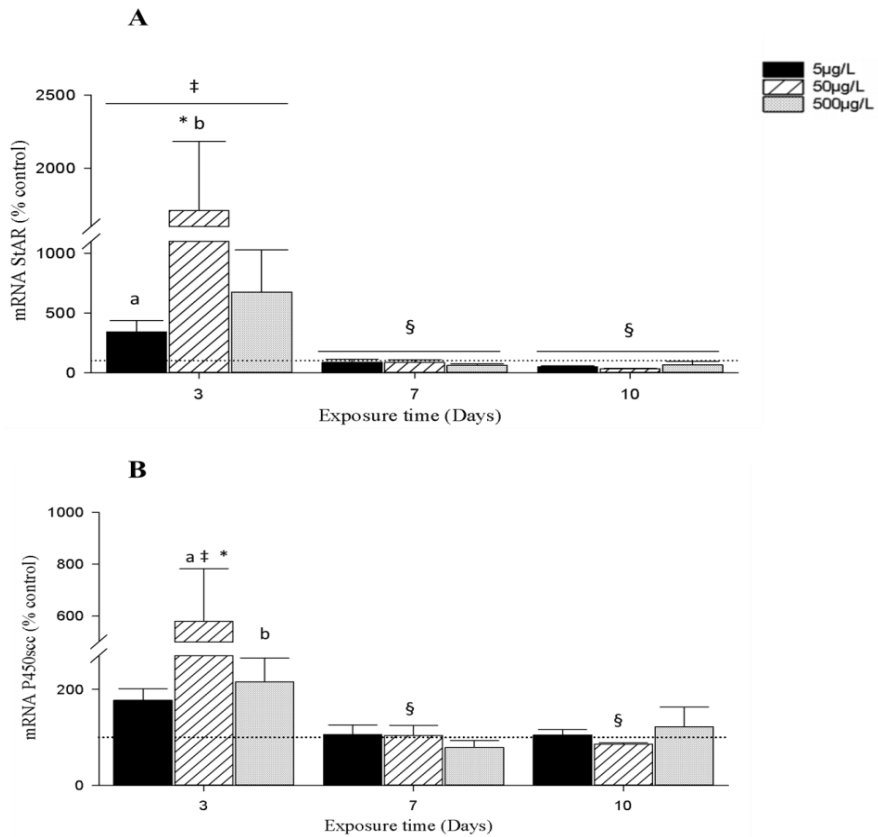 A
5µg/L
50µg/L
500µg/L
mRNA StAR (% control)
2500
2000
1000
500
0
‡
* b
a
§
§
3
7
10
Exposure time (Days)
B
mRNA P450scc (% control)
1000
800
600
200
0
a ‡ *
b
§
§
3
7
10
Exposure time (Days)